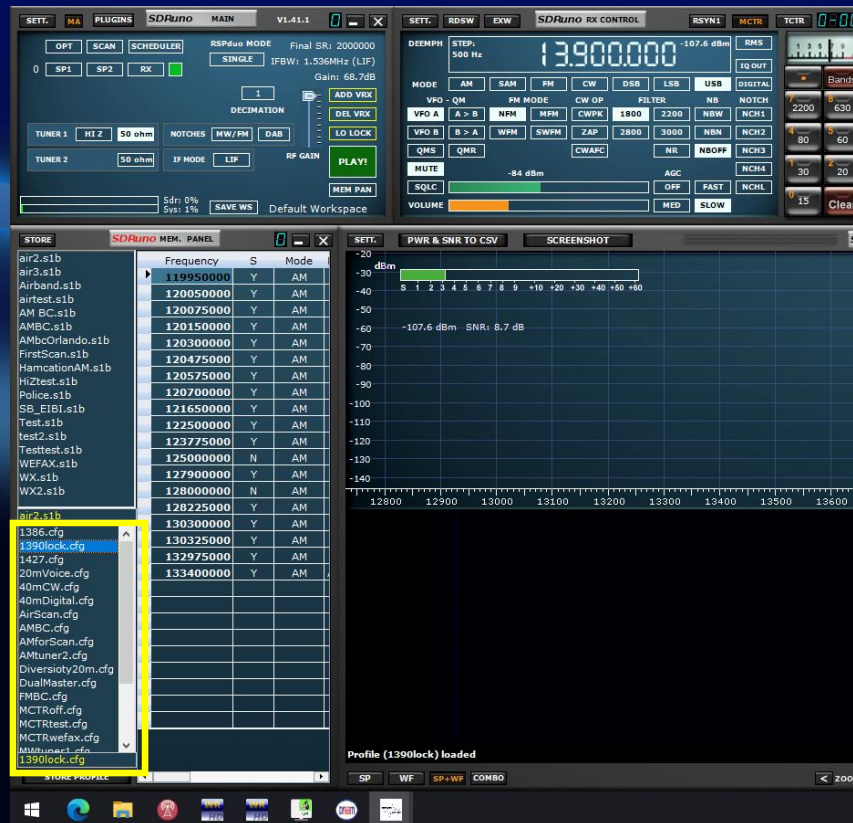 SETT. MA PLUGINS SDRuno MAIN V1.41.1
OPT SCAN SCHEDULER RSPduo MODE Final SR: 2000000
SINGLE IFBW: 1.536MHz (LIF)
0 SP1 SP2 RX Gain: 68.7dB
1 ADD VRX
DECIMATION DEL VRX
TUNER 1 HI Z 50 ohm NOTCHES MW/FM DAB LO LOCK
TUNER 2 50 ohm IF MODE LIF RF GAIN PLAY!
MEM PAN
Sdr: 0%
Sys: 1% SAVE WS Default Workspace
SETT. RDSW EXW SDRuno RX CONTROL RSYN1 MCTR TCTR
DEEMPH STEP: 13.900.000 -107.6 dBm RMS
500 Hz IQ OUT
MODE AM SAM FM CW DSB LSB USB DIGITAL
VFO - QM FM MODE CW OP FILTER NB NOTCH
VFO A A > B NFM MFM CWPK 1800 2200 NBW NCH1
VFO B B > A WFM SWFM ZAP 2800 3000 NBN NCH2
QMS QMR CWAFC NR NBOFF NCH3
MUTE -84 dBm AGC NCH4
SQLC OFF FAST NCHL
VOLUME MED SLOW
1 3 5 7 9
Bands
7 2200 8 630
4 80 5 60
1 30 2 20
0 15 Clea
STORE SDRuno MEM. PANEL
air2.s1b
air3.s1b
Airband.s1b
airtest.s1b
AM BC.s1b
AMBC.s1b
AMbcOrlando.s1b
FirstScan.s1b
HamcationAM.s1b
HiZtest.s1b
Police.s1b
SB_EIBI.s1b
Test.s1b
test2.s1b
Testtest.s1b
WEFAX.s1b
WX.s1b
WX2.s1b
air2.s1b
1386.cfg
1390lock.cfg
1427.cfg
20mVoice.cfg
40mCW.cfg
40mDigital.cfg
AirScan.cfg
AMBC.cfg
AMforScan.cfg
AMtuner2.cfg
Diversioty20m.cfg
DualMaster.cfg
FMBC.cfg
MCTRoff.cfg
MCTRtest.cfg
MCTRwefax.cfg
MWtuner1.cfg
1390lock.cfg
STORE PROFILE
Frequency S Mode
119950000 Y AM
120050000 Y AM
120075000 Y AM
120150000 Y AM
120300000 Y AM
120475000 Y AM
120575000 Y AM
120700000 Y AM
121650000 Y AM
122500000 Y AM
123775000 Y AM
125000000 N AM
127900000 Y AM
128000000 N AM
128225000 Y AM
130300000 Y AM
130325000 Y AM
132975000 Y AM
133400000 Y AM
SETT. PWR & SNR TO CSV SCREENSHOT
-20
dBm
-30
S 1 2 3 4 5 6 7 8 9 +10 +20 +30 +40 +50 +60
-40
-50
-60 -107.6 dBm SNR: 8.7 dB
-70
-80
-90
-100
-110
-120
-130
-140
12800 12900 13000 13100 13200 13300 13400 13500 13600
Profile (1390lock) loaded
SP WF SP+WF COMBO < zoo